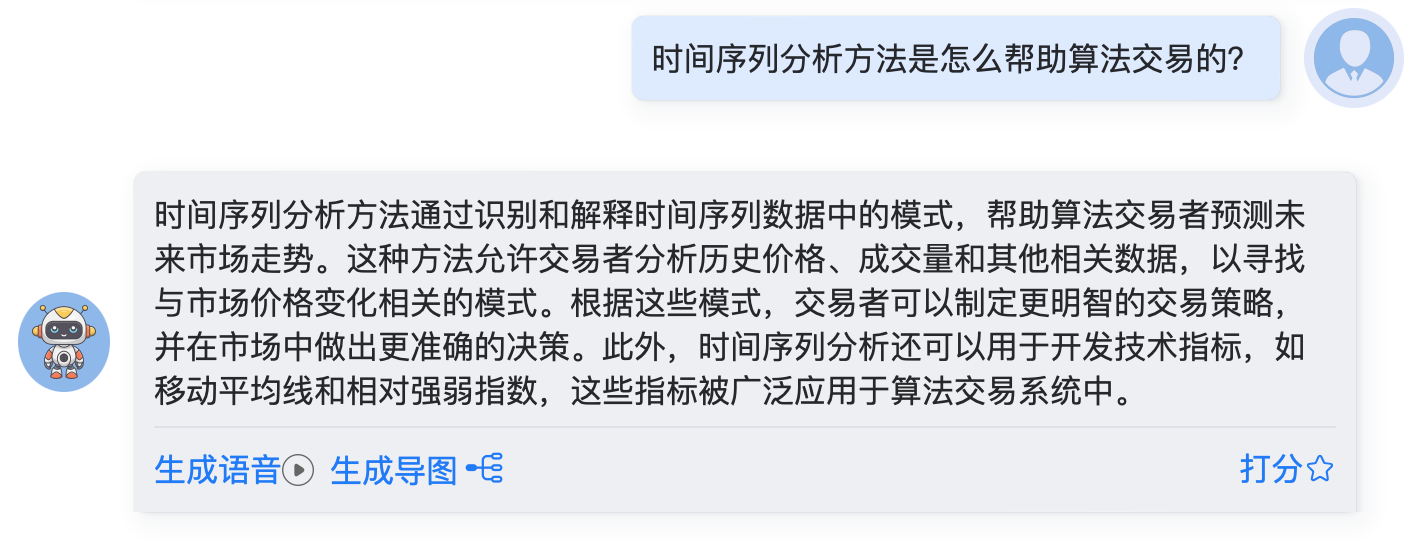 时间序列分析方法是怎么帮助算法交易的?
时间序列分析方法通过识别和解释时间序列数据中的模式，帮助算法交易者预测未
来市场走势。这种方法允许交易者分析历史价格、成交量和其他相关数据，以寻找
与市场价格变化相关的模式。根据这些模式，交易者可以制定更明智的交易策略，
并在市场中做出更准确的决策。此外，时间序列分析还可以用于开发技术指标，如
移动平均线和相对强弱指数，这些指标被广泛应用于算法交易系统中。
生成语音 生成导图 打分